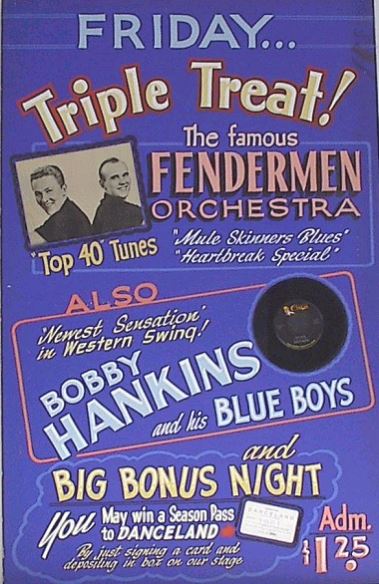 FRIDAY...
Triple Treat!
The famous
FENDERMEN
ORCHESTRA
"Top 40" Tunes
"Mule Skinners Blues"
"Heartbreak Special"
ALSO
'Newest Sensation'
in Western Swing!
BOBBY
HANKINS
and his BLUE BOYS
and
BIG BONUS NIGHT
You May win a Season Pass
to DANCELAND
DANCELAND
By just signing a card and
depositing in box on our stage
Adm.
$1.25